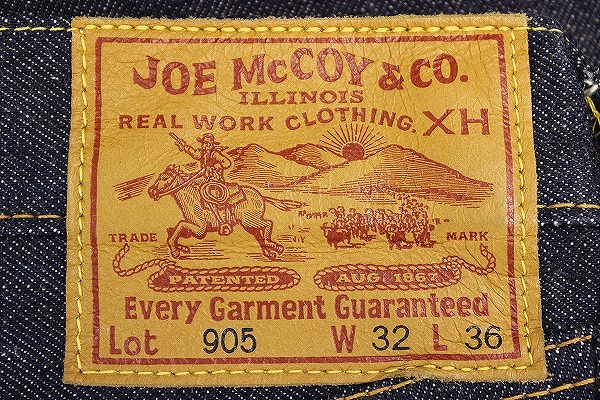 JOE McCOY & CO.
ILLINOIS
REAL WORK CLOTHING. XH
TRADE MARK
PATENTED AUG. 1867
Every Garment Guaranteed
Lot 905 W 32 L 36